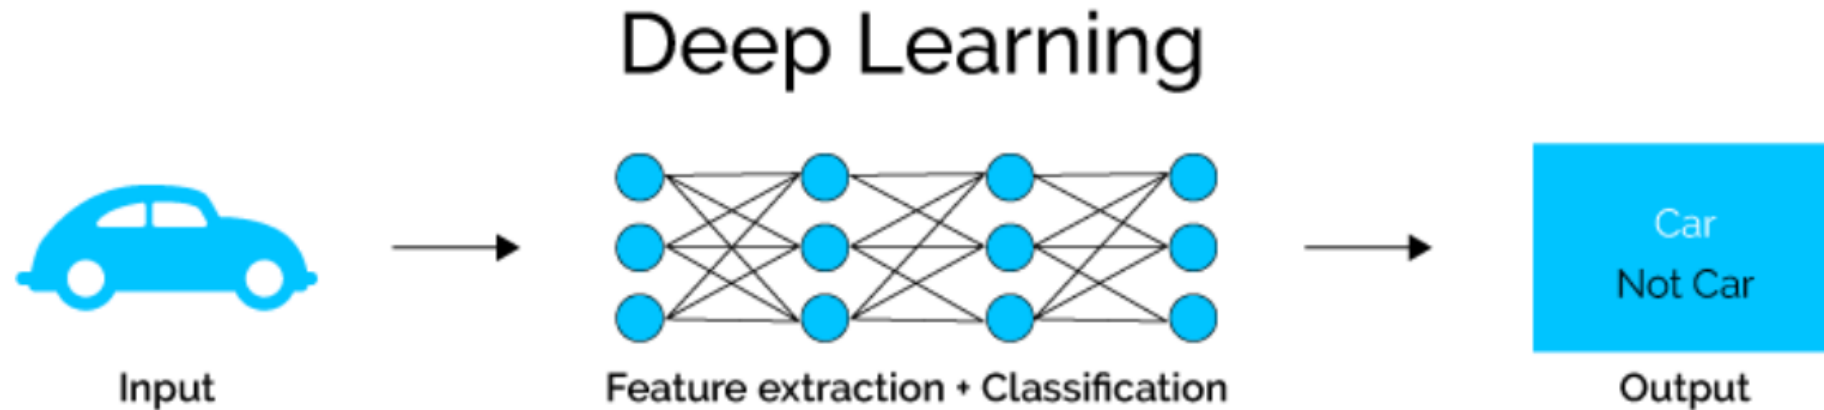 Deep Learning
Car
Not Car
Input
Feature extraction + Classification
Output